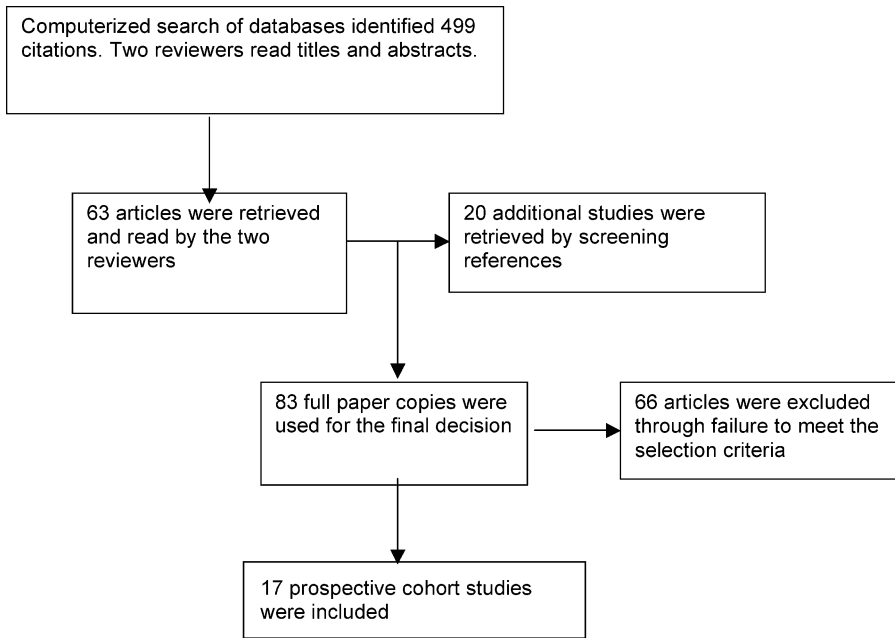 Computerized search of databases identified 499
citations. Two reviewers read titles and abstracts.
63 articles were retrieved
and read by the two
reviewers
20 additional studies were
retrieved by screening
references
83 full paper copies were
used for the final decision
66 articles were excluded
through failure to meet the
selection criteria
17 prospective cohort studies
were included